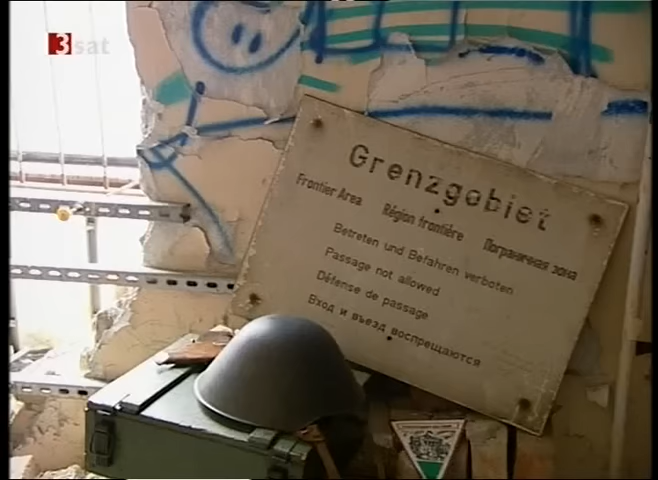 3sat
Grenzgebiet
Frontier Area Région frontière Пограничная зона
Betreten und Befahren verboten
Passage not allowed
Défense de passage
Вход и въезд воспрещаются